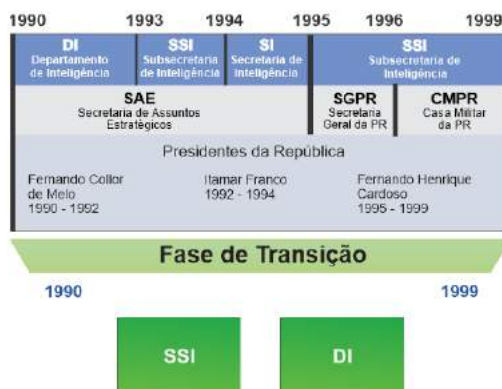 1990 1993 1994 1995 1996 1999
DI SSI SI SSI
Departamento Subsecretaria Secretaria de Subsecretaria de
de Inteligência de Inteligência Inteligência Inteligência
SAE SGPR CMPR
Secretaria de Assuntos Secretaria Casa Militar
Estratégicos Geral da PR da PR
Presidentes da República
Fernando Collor Itamar Franco Fernando Henrique
de Melo 1992 - 1994 Cardoso
1990 - 1992 1995 - 1999
Fase de Transição
1990 1999
SSI DI